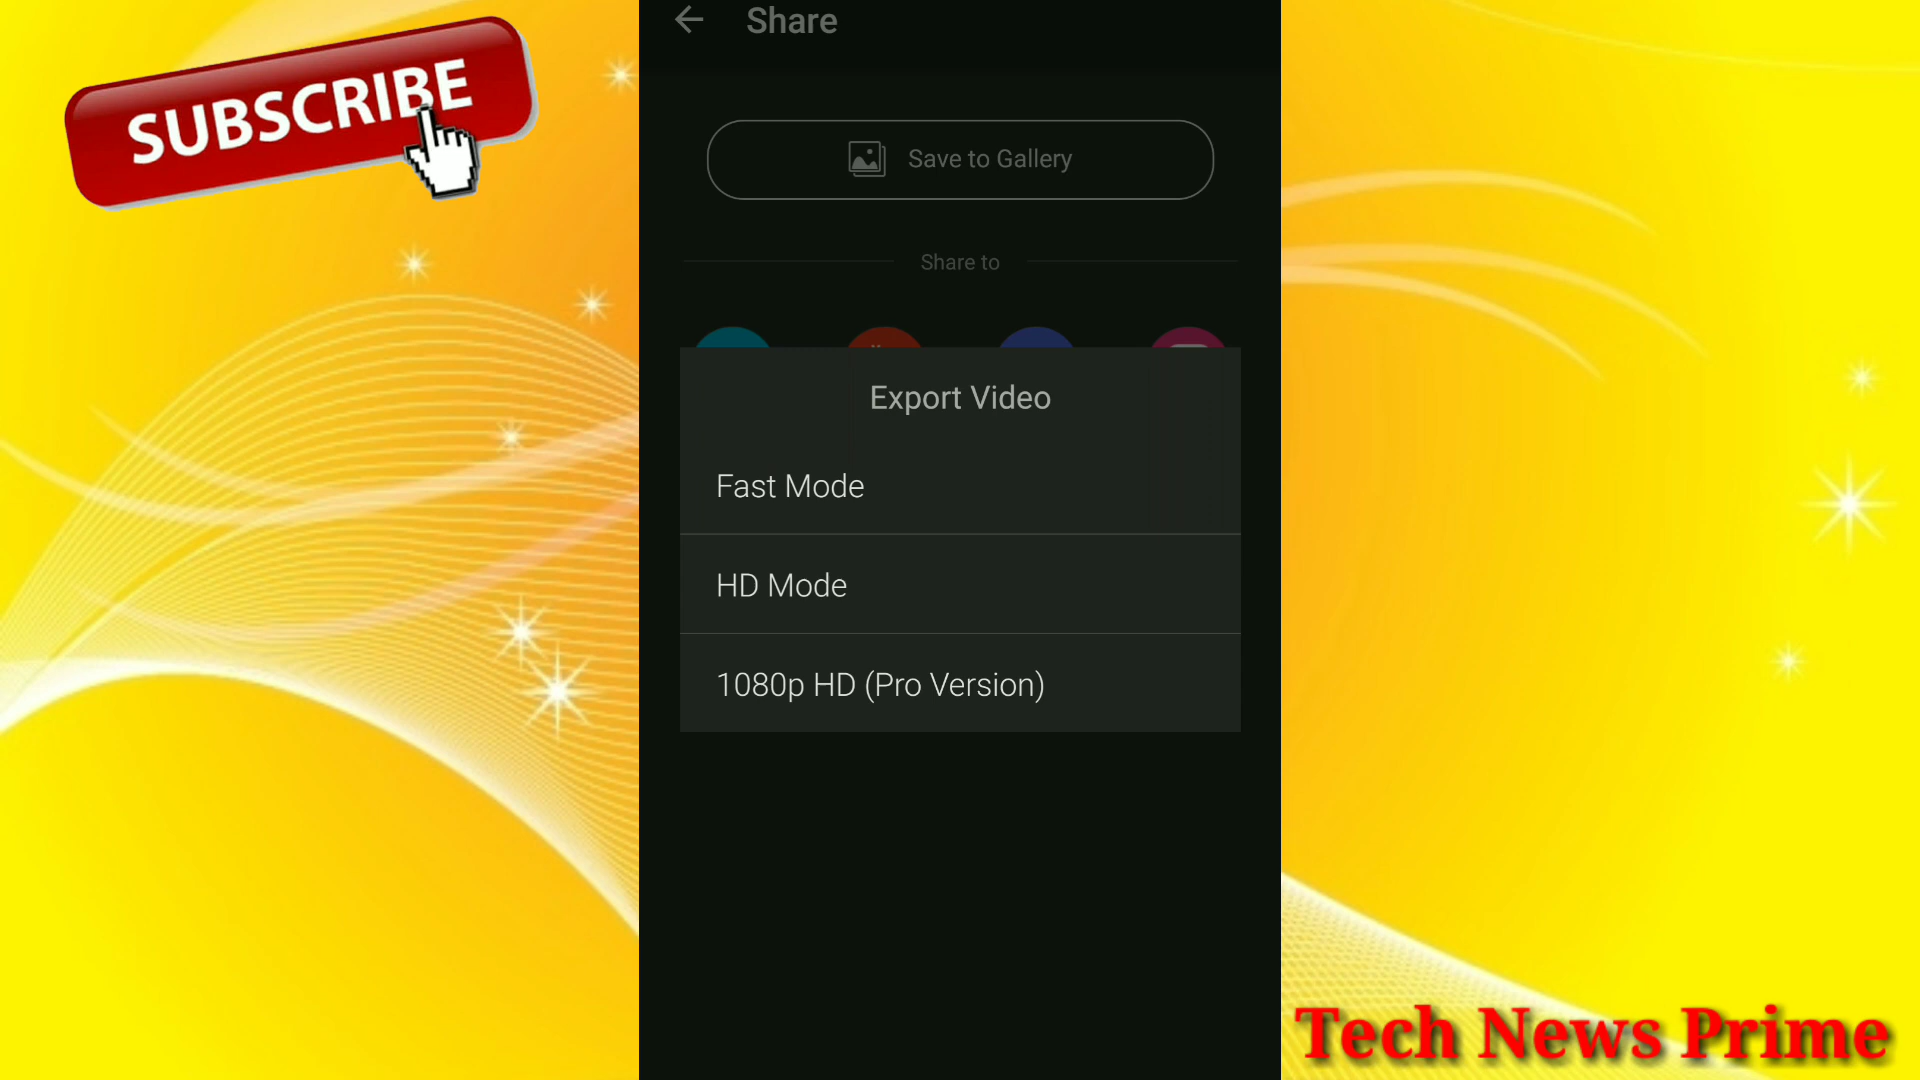 SUBSCRIBE
Share
Save to Gallery
Share to
Export Video
Fast Mode
HD Mode
1080p HD (Pro Version)
Tech News Prime